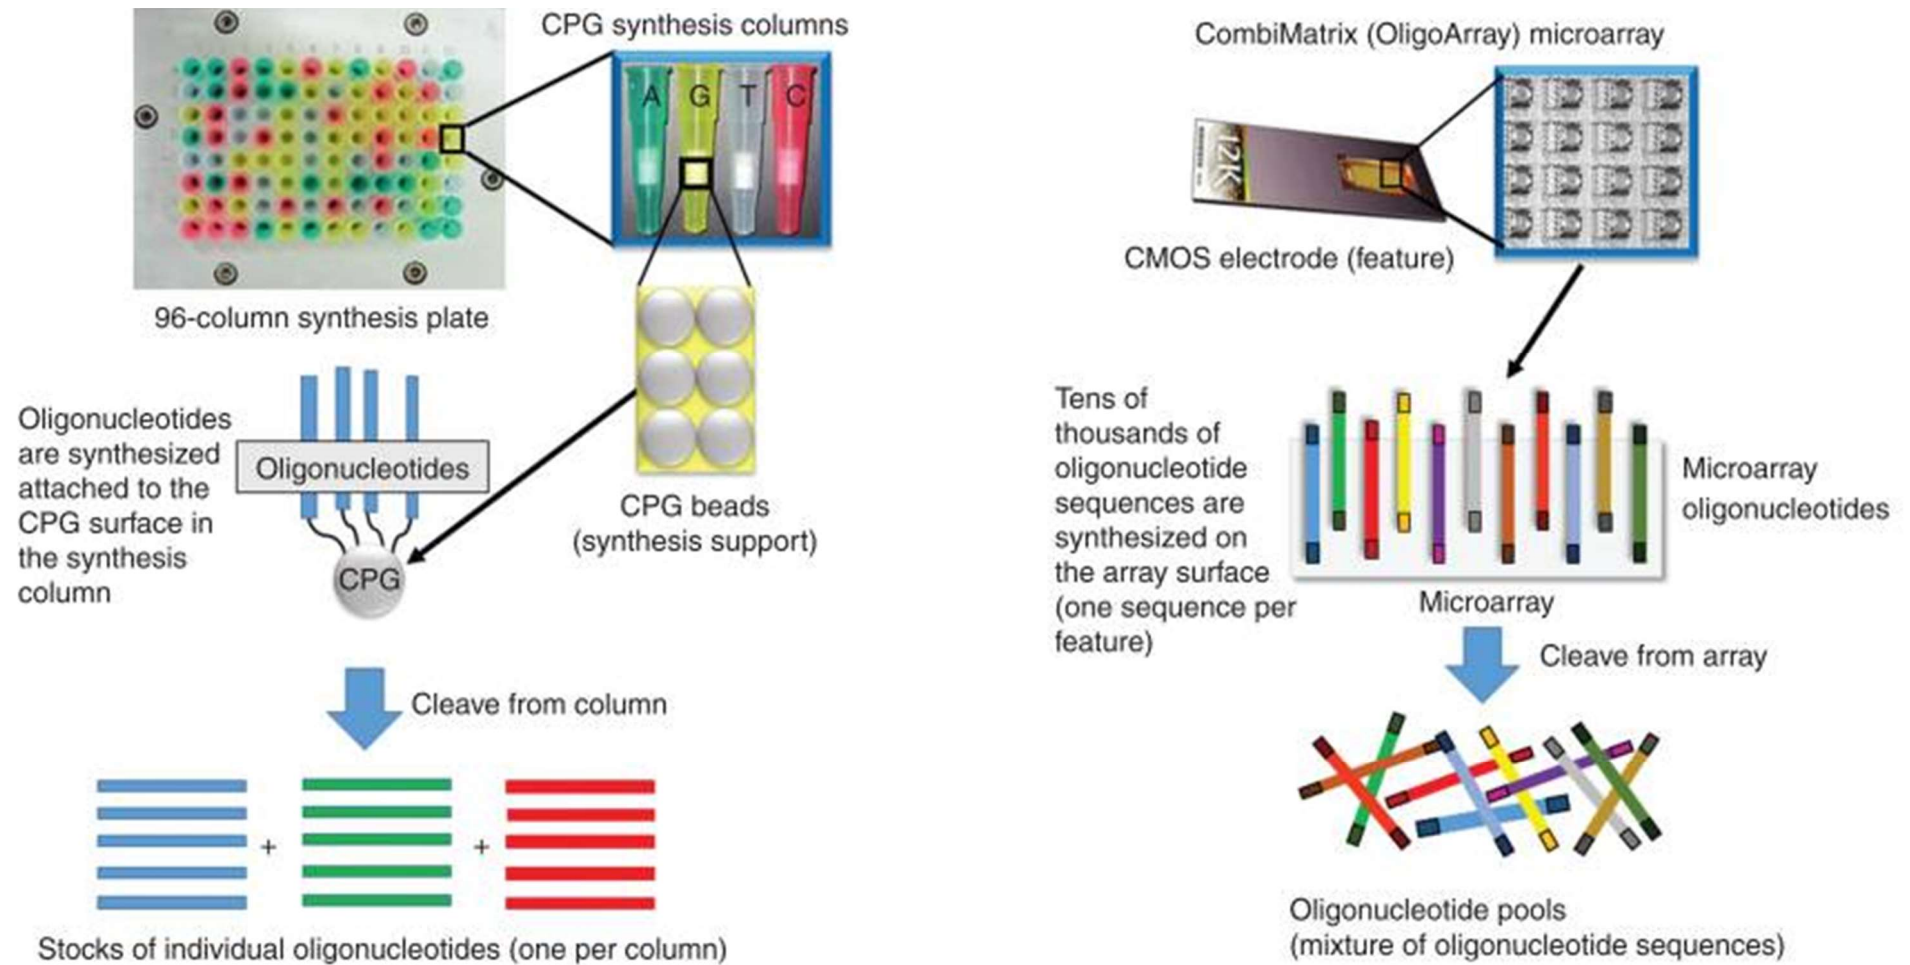 CPG synthesis columns
A G T C
96-column synthesis plate
Oligonucleotides
are synthesized
attached to the
CPG surface in
the synthesis
column
Oligonucleotides
CPG
CPG beads
(synthesis support)
Cleave from column
+ +
Stocks of individual oligonucleotides (one per column)
CombiMatrix (OligoArray) microarray
12K
CMOS electrode (feature)
Tens of
thousands of
oligonucleotide
sequences are
synthesized on
the array surface
(one sequence per
feature)
Microarray
oligonucleotides
Microarray
Cleave from array
Oligonucleotide pools
(mixture of oligonucleotide sequences)